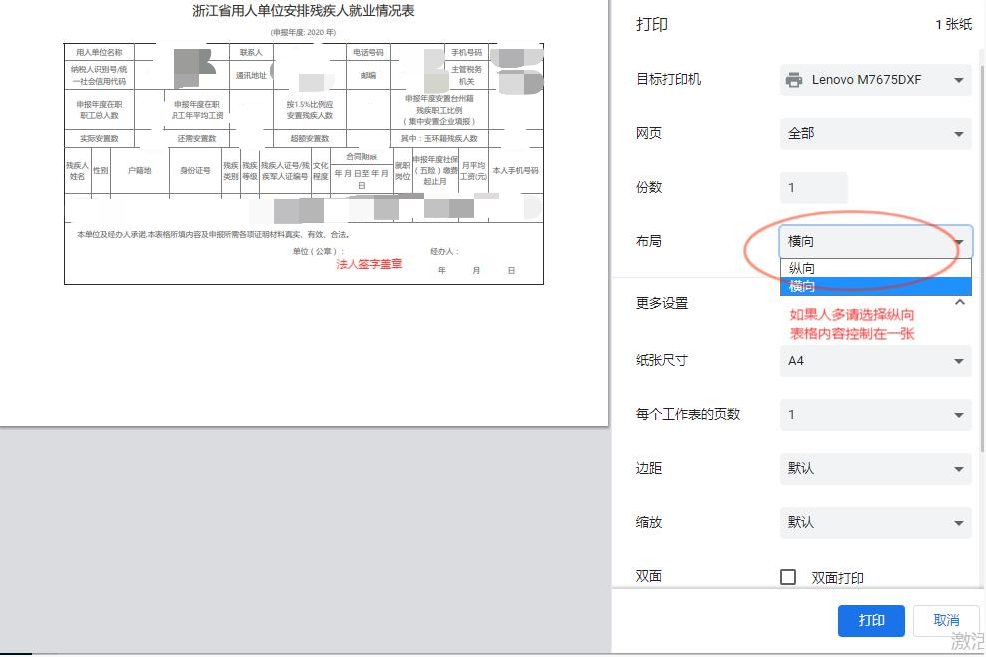 浙江省用人单位安排残疾人就业情况表
(申报年度: 2020 年)
用人单位名称
联系人
电话号码
手机号码
纳税人识别号/统
一社会信用代码
通讯地址
邮编
主管税务
机关
申报年度在职
职工总人数
申报年度在职
职工年平均工资
按1.5%比例应
安置残疾人数
申报年度安置台州籍
残疾职工比例
（集中安置企业填报）
实际安置数
还需安置数
超额安置数
其中：玉环籍残疾人数
残疾人
姓名
性别
户籍地
身份证号
残疾
类别
残疾
等级
残疾人证号/残
疾军人证编号
文化
程度
合同期限
年 月 日至 年 月
日
就职
岗位
申报年度社保
（五险）缴费
起止月
月平均
工资(元)
本人手机号码
本单位及经办人承诺,本表格所填内容及申报所需各项证明材料真实、有效、合法。
单位（公章）:
经办人：
法人签字盖章
年 月 日
打印
1 张纸
目标打印机
Lenovo M7675DXF
网页
全部
份数
1
布局
横向
纵向
横向
更多设置
如果人多请选择纵向
表格内容控制在一张
纸张尺寸
A4
每个工作表的页数
1
边距
默认
缩放
默认
双面
双面打印
打印
取消
激活